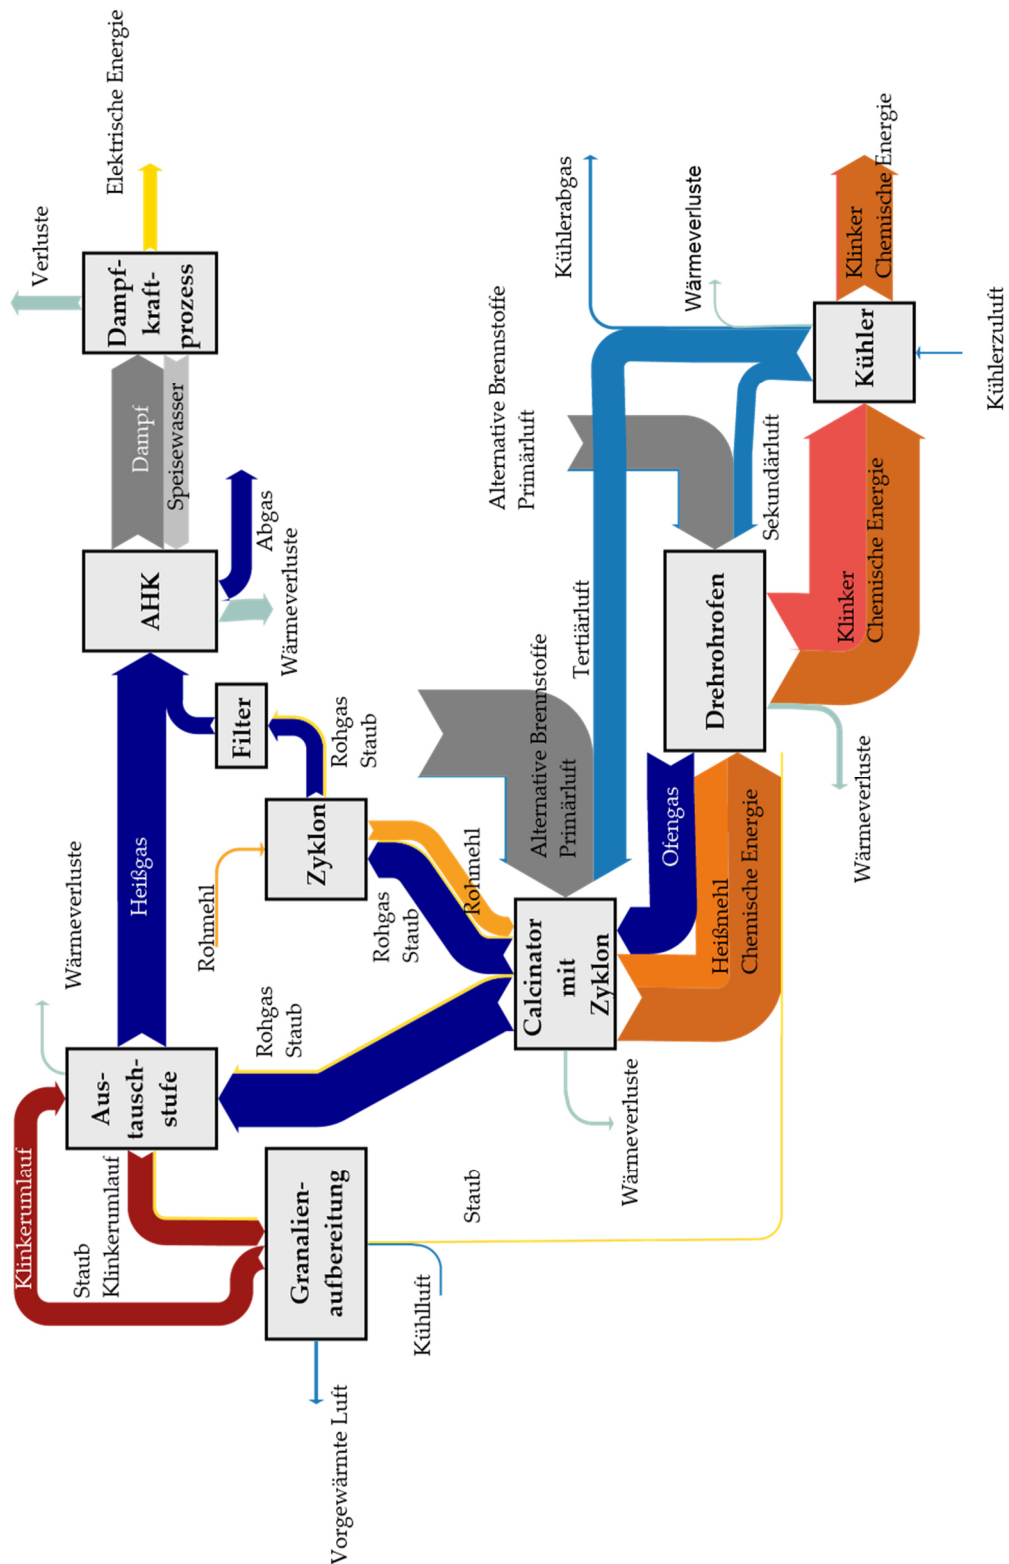 Klinkerumlauf
Staub
Klinkerumlauf
Aus-
tausch-
stufe
Wärmeverluste
Heißgas
AHK
Dampf
Speisewasser
Dampf-
kraft-
prozess
Verluste
Elektrische Energie
Abgas
Wärmeverluste
Filter
Rohgas
Staub
Zyklon
Rohmehl
Granalien-
aufbereitung
Vorgewärmte Luft
Kühlluft
Staub
Rohgas
Staub
Rohgas
Staub
Rohmehl
Calcinator
mit
Zyklon
Wärmeverluste
Alternative Brennstoffe
Alternative Brennstoffe
Primärluft
Tertiärluft
Alternative Brennstoffe
Primärluft
Kühlerabgas
Wärmeverluste
Sekundärluft
Ofengas
Heißmehl
Chemische Energie
Drehrohrofen
Wärmeverluste
Klinker
Chemische Energie
Kühler
Klinker
Chemische Energie
Kühlerzuluft